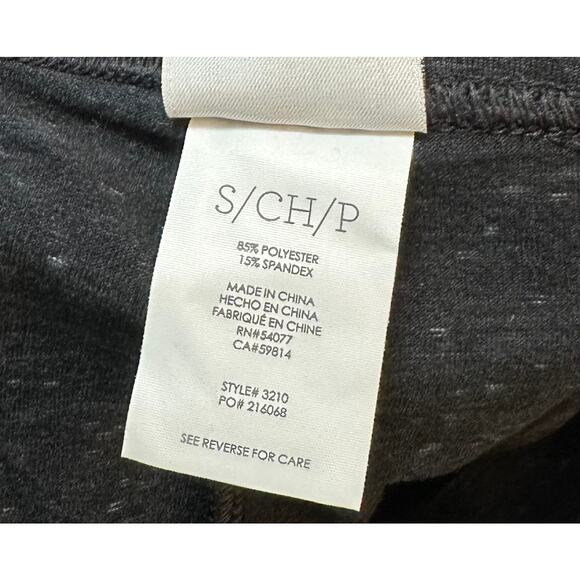 S/CH/P
85% POLYESTER
15% SPANDEX
MADE IN CHINA
HECHO EN CHINA
FABRIQUÉ EN CHINE
RN#54077
CA#59814
STYLE# 3210
PO# 216068
SEE REVERSE FOR CARE